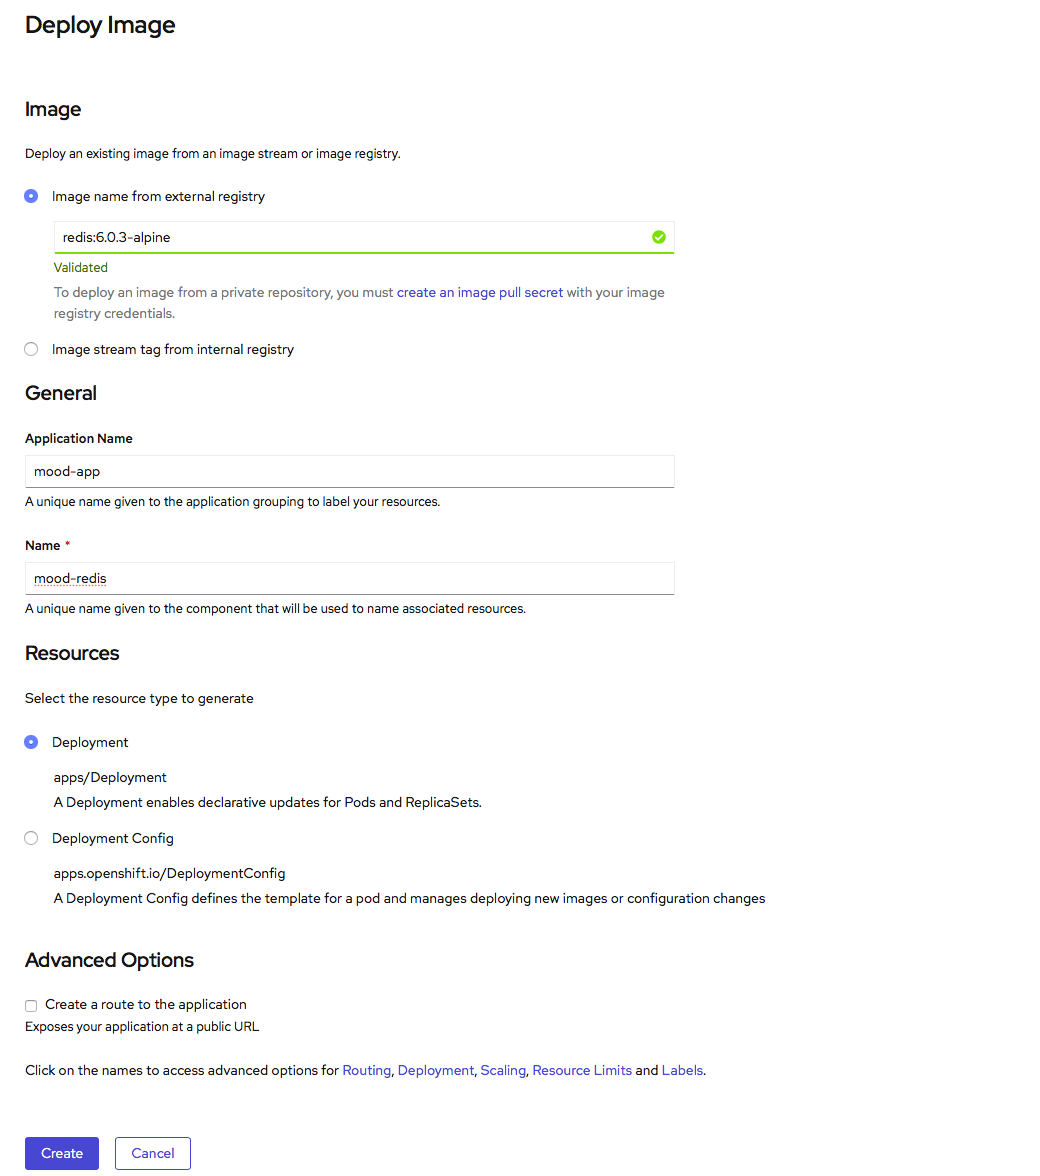 Deploy Image
Image
Deploy an existing image from an image stream or image registry.
Image name from external registry
redis:6.0.3-alpine
Validated
To deploy an image from a private repository, you must create an image pull secret with your image
registry credentials.
Image stream tag from internal registry
General
Application Name
mood-app
A unique name given to the application grouping to label your resources.
Name *
mood-redis
A unique name given to the component that will be used to name associated resources.
Resources
Select the resource type to generate
Deployment
apps/Deployment
A Deployment enables declarative updates for Pods and ReplicaSets.
Deployment Config
apps.openshift.io/DeploymentConfig
A Deployment Config defines the template for a pod and manages deploying new images or configuration changes
Advanced Options
Create a route to the application
Exposes your application at a public URL
Click on the names to access advanced options for Routing, Deployment, Scaling, Resource Limits and Labels.
Create Cancel